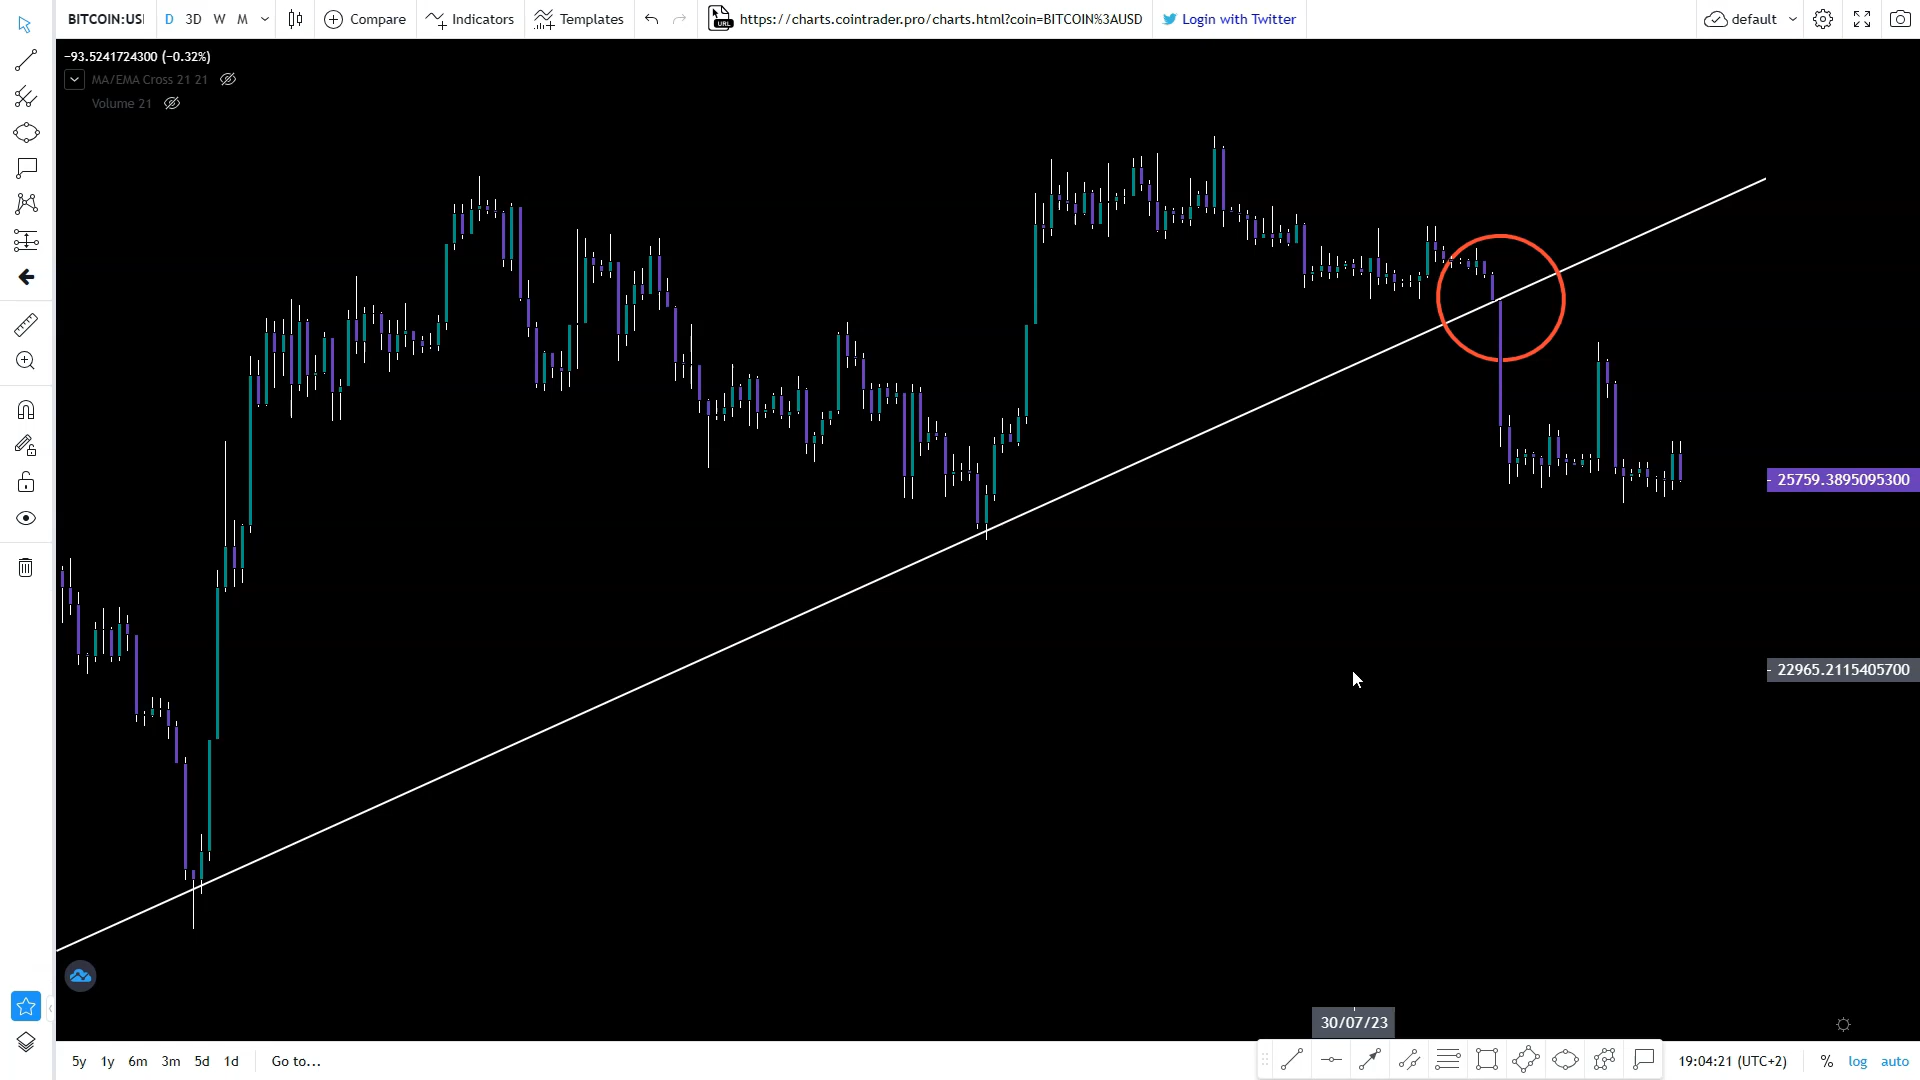 BITCOIN:US D 3D W M Compare Indicators Templates https://charts.cointrader.pro/charts.html?coin=BITCOIN%3AUSD Login with Twitter default
−93.5241724300 (−0.32%)
MA/EMA Cross 21 21
Volume 21
25759.3895095300
22965.2115405700
30/07/23
5y 1y 6m 3m 5d 1d Go to... 19:04:21 (UTC+2) % log auto